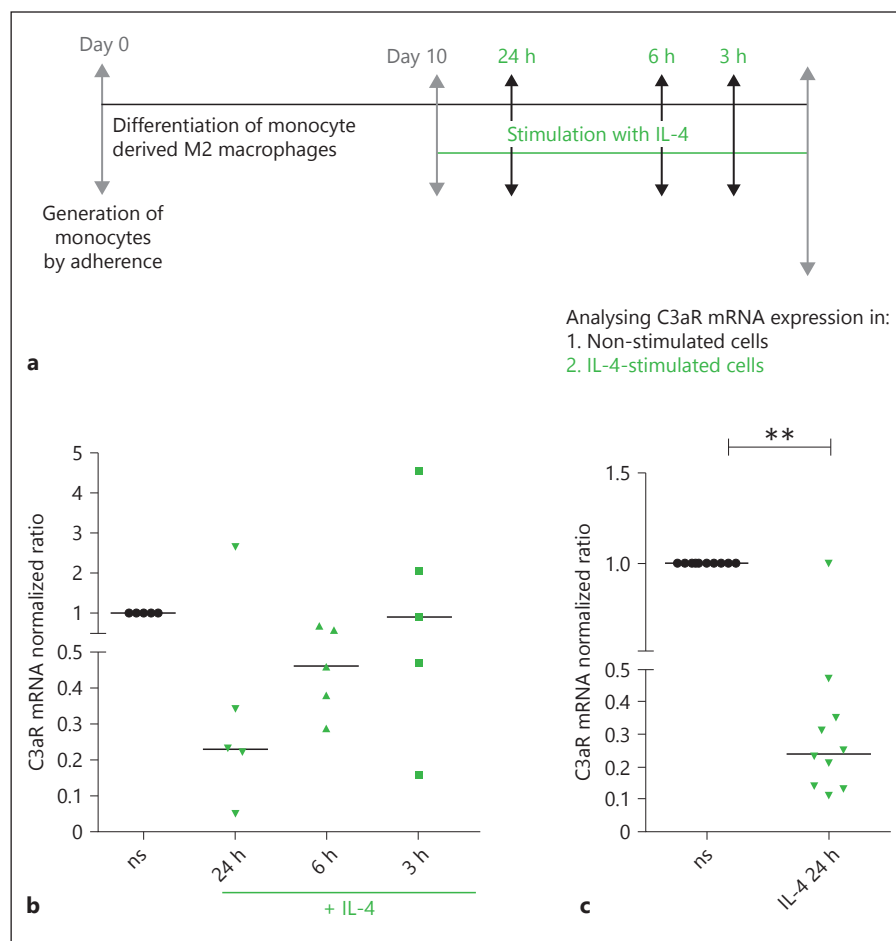 Day 0
Day 10
24 h
6 h
3 h
Differentiation of monocyte
derived M2 macrophages
Stimulation with IL-4
Generation of
monocytes
by adherence
Analysing C3aR mRNA expression in:
1. Non-stimulated cells
2. IL-4-stimulated cells
a
C3aR mRNA normalized ratio
5
4
3
2
1
0.5
0.4
0.3
0.2
0.1
0
ns
24 h
6 h
3 h
+ IL-4
b
**
C3aR mRNA normalized ratio
1.5
1.0
0.5
0.4
0.3
0.2
0.1
0
ns
IL-4 24 h
c